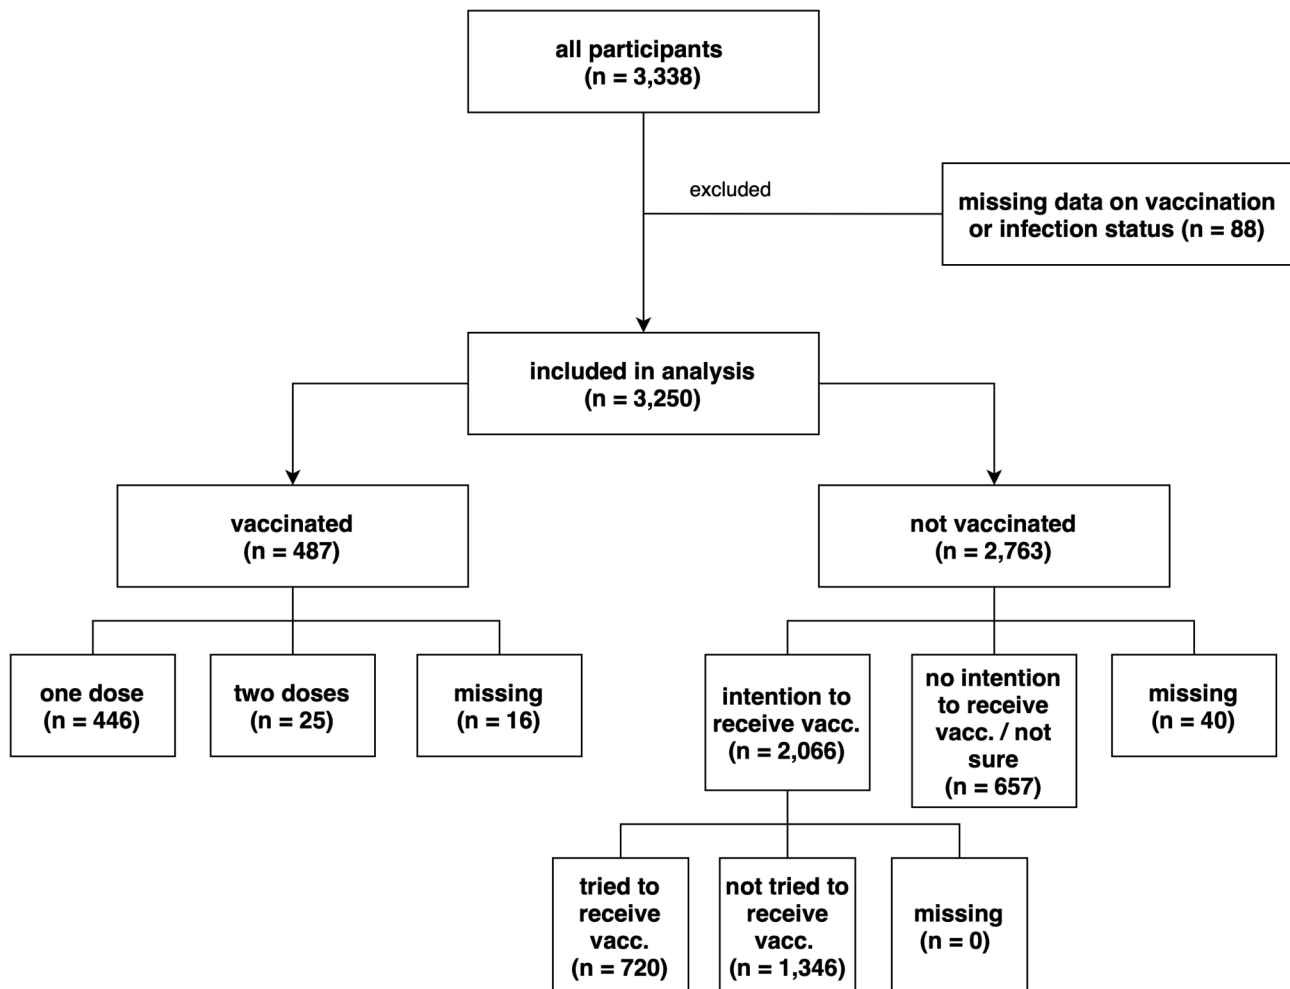 all participants
(n = 3,338)
excluded
missing data on vaccination
or infection status (n = 88)
included in analysis
(n = 3,250)
vaccinated
(n = 487)
not vaccinated
(n = 2,763)
one dose
(n = 446)
two doses
(n = 25)
missing
(n = 16)
intention to
receive vacc.
(n = 2,066)
no intention
to receive
vacc. / not
sure
(n = 657)
missing
(n = 40)
tried to
receive
vacc.
(n = 720)
not tried to
receive
vacc.
(n = 1,346)
missing
(n = 0)